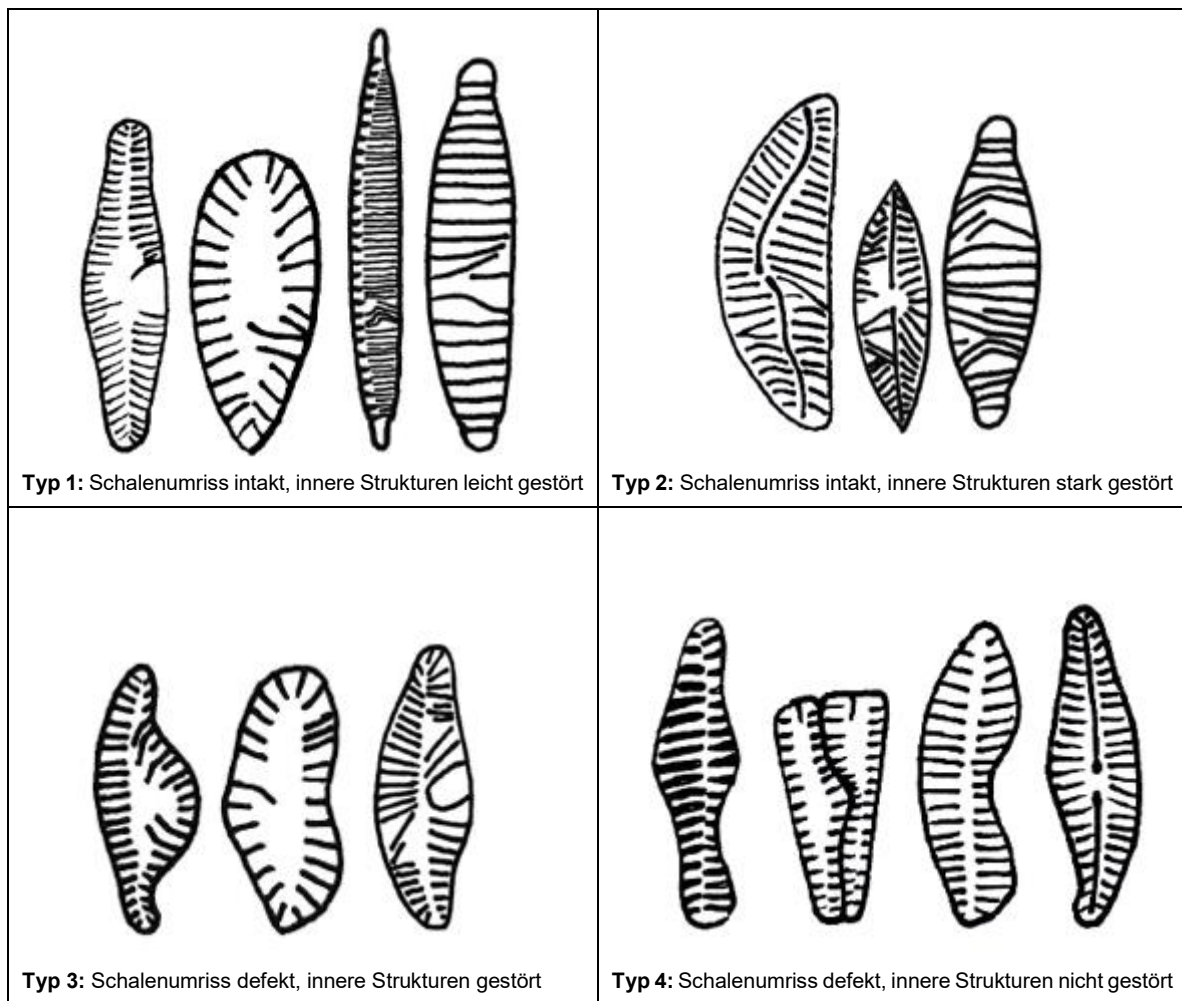 Typ 1: Schalenumriss intakt, innere Strukturen leicht gestört
Typ 2: Schalenumriss intakt, innere Strukturen stark gestört
Typ 3: Schalenumriss defekt, innere Strukturen gestört
Typ 4: Schalenumriss defekt, innere Strukturen nicht gestört